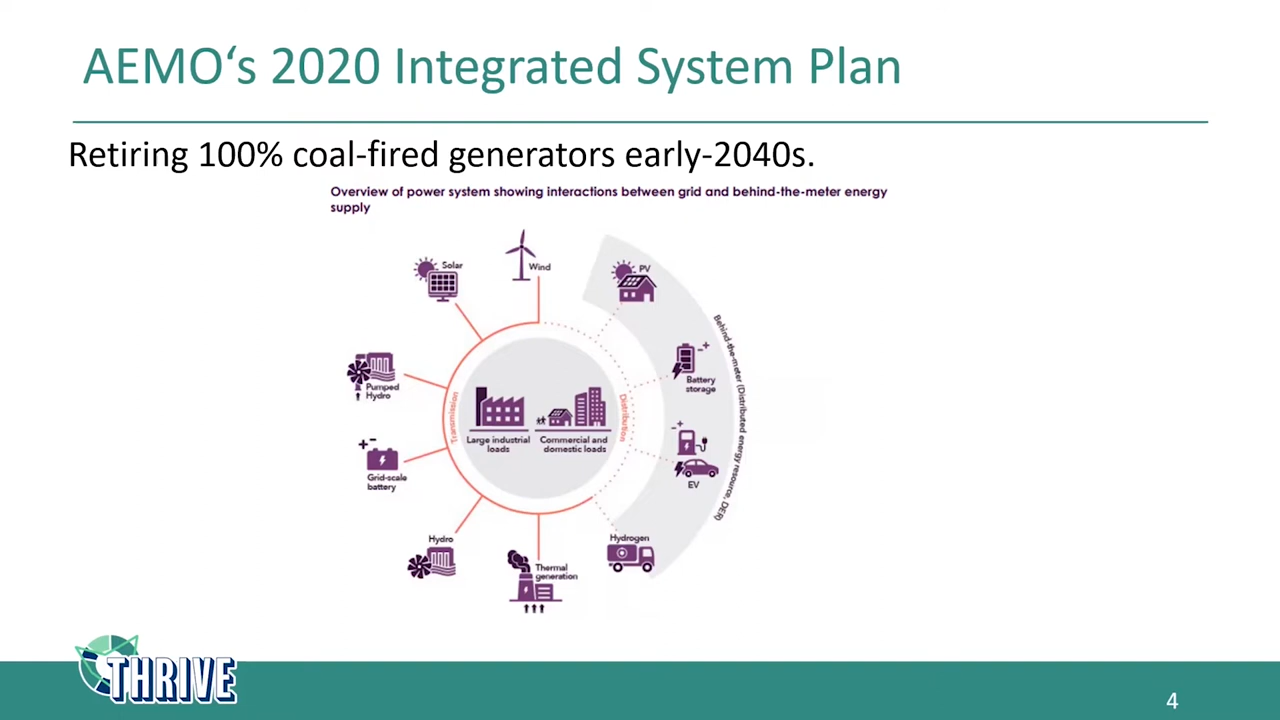 AEMO‘s 2020 Integrated System Plan
Retiring 100% coal-fired generators early-2040s.
Overview of power system showing interactions between grid and behind-the-meter energy
supply
Solar
Wind
PV
Pumped
Hydro
Battery
storage
Transmission
Distribution
Large industrial
loads
Commercial and
domestic loads
Behind-the-meter (Distributed energy resource, DER)
Grid-scale
battery
EV
Hydro
Hydrogen
Thermal
generation
THRIVE
4